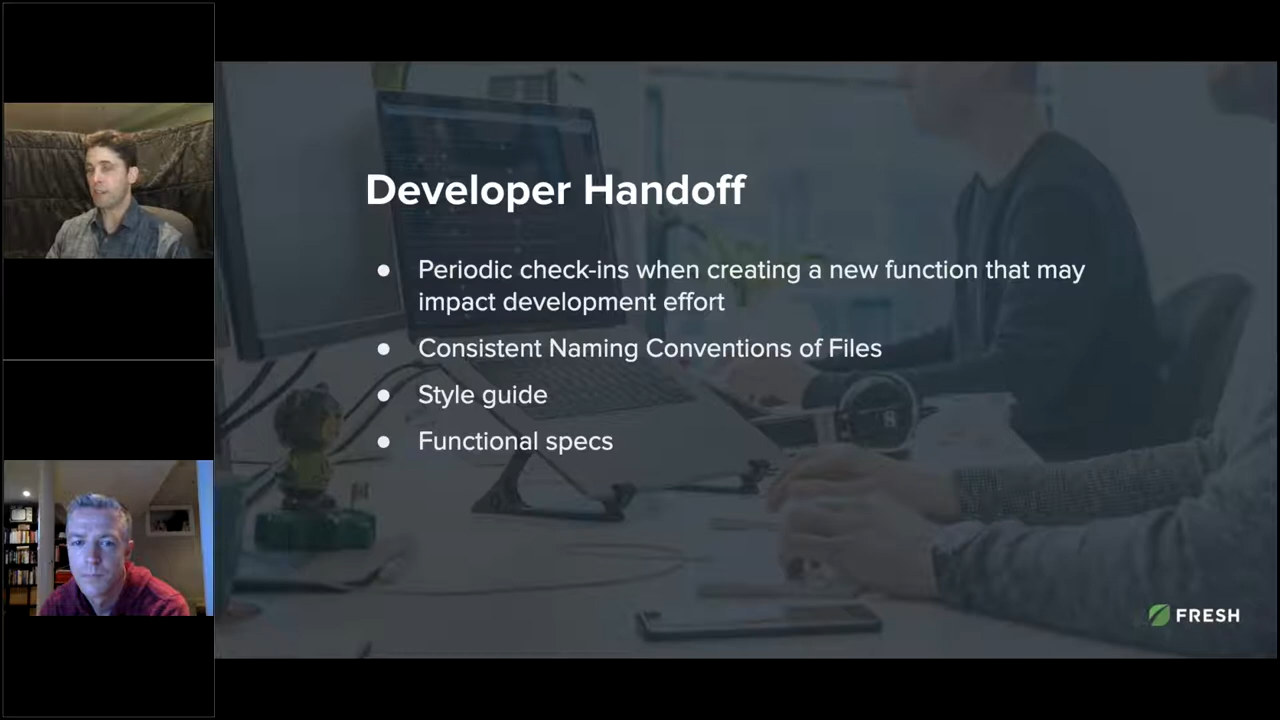 Developer Handoff
● Periodic check-ins when creating a new function that may
impact development effort
● Consistent Naming Conventions of Files
● Style guide
● Functional specs
FRESH